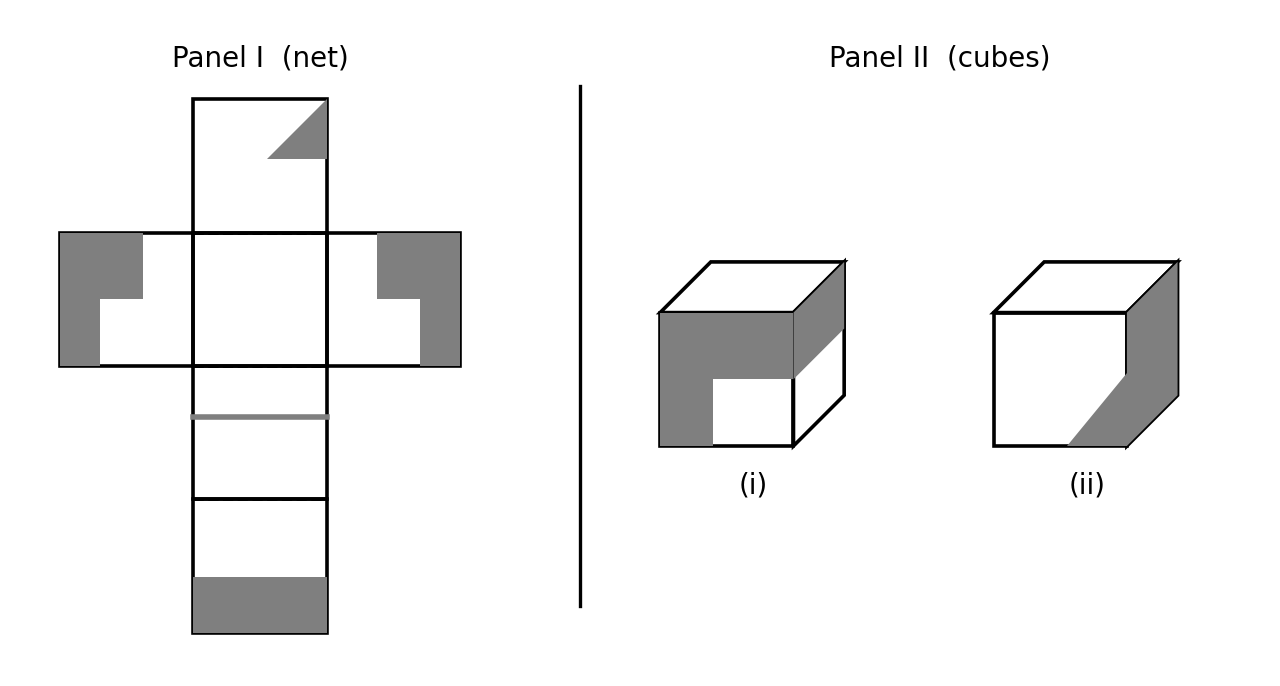 Panel I  (net)
Panel II  (cubes)
(i)
(ii)